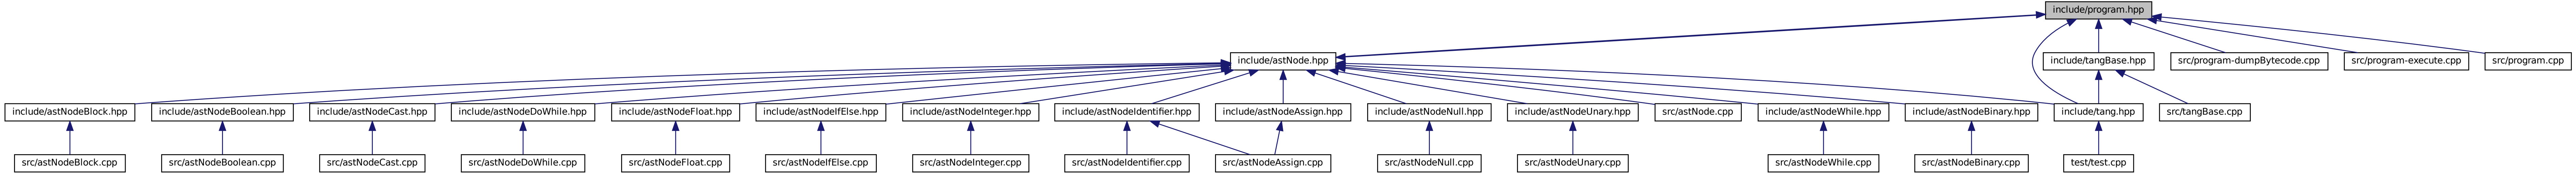 include/program.hpp
include/astNode.hpp
include/tangBase.hpp
src/program-dumpBytecode.cpp
src/program-execute.cpp
src/program.cpp
include/astNodeBlock.hpp
include/astNodeBoolean.hpp
include/astNodeCast.hpp
include/astNodeDoWhile.hpp
include/astNodeFloat.hpp
include/astNodeIfElse.hpp
include/astNodeInteger.hpp
include/astNodeIdentifier.hpp
include/astNodeAssign.hpp
include/astNodeNull.hpp
include/astNodeUnary.hpp
src/astNode.cpp
include/astNodeWhile.hpp
include/astNodeBinary.hpp
include/tang.hpp
src/tangBase.cpp
src/astNodeBlock.cpp
src/astNodeBoolean.cpp
src/astNodeCast.cpp
src/astNodeDoWhile.cpp
src/astNodeFloat.cpp
src/astNodeIfElse.cpp
src/astNodeInteger.cpp
src/astNodeIdentifier.cpp
src/astNodeAssign.cpp
src/astNodeNull.cpp
src/astNodeUnary.cpp
src/astNodeWhile.cpp
src/astNodeBinary.cpp
test/test.cpp